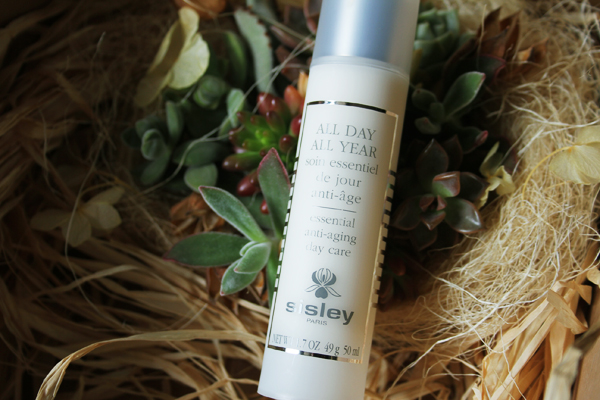 ALL DAY
ALL YEAR
soin essentiel
de jour
anti-âge
essential
anti-aging
day care
sisley
PARIS
NET WT 1.7 OZ 49 g 50 ml